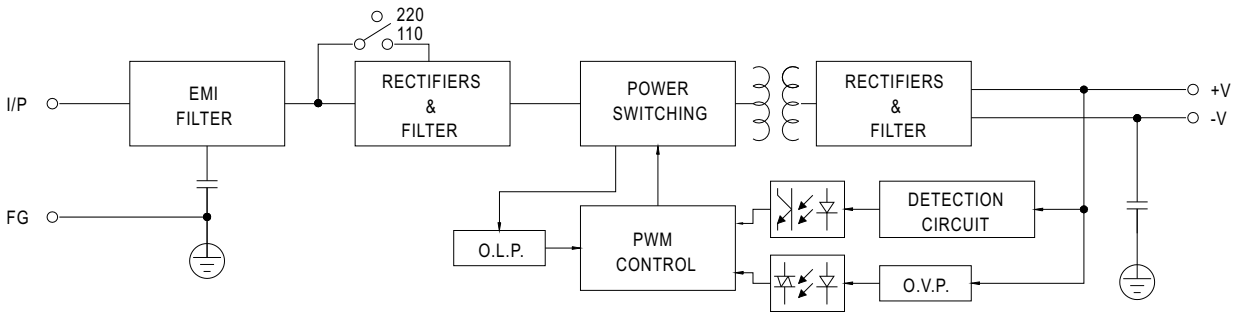 220
110
I/P
EMI
FILTER
RECTIFIERS
&
FILTER
POWER
SWITCHING
RECTIFIERS
&
FILTER
+V
-V
FG
O.L.P.
PWM
CONTROL
DETECTION
CIRCUIT
O.V.P.